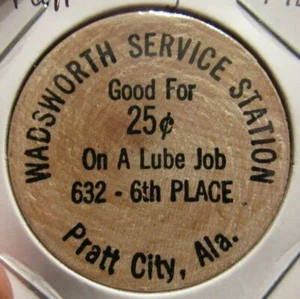 WADSWORTH SERVICE STATION
Good For
25¢
On A Lube Job
632 - 6th PLACE
Pratt City, Ala.